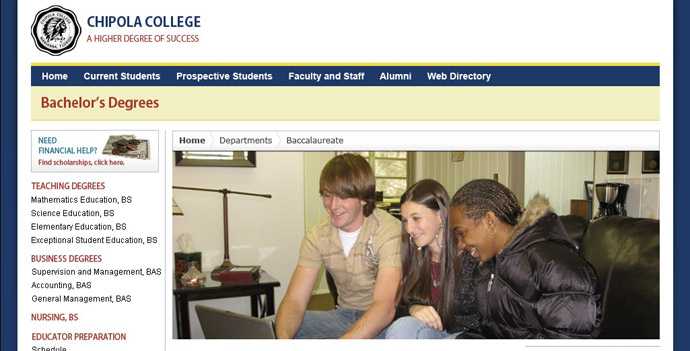 CHIPOLA COLLEGE
CHIPOLA COLLEGE
A HIGHER DEGREE OF SUCCESS
Home Current Students Prospective Students Faculty and Staff Alumni Web Directory
Bachelor's Degrees
NEED
FINANCIAL HELP?
Find scholarships, click here.
Home Departments Baccalaureate
TEACHING DEGREES
Mathematics Education, BS
Science Education, BS
Elementary Education, BS
Exceptional Student Education, BS
BUSINESS DEGREES
Supervision and Management, BAS
Accounting, BAS
General Management, BAS
NURSING, BS
EDUCATOR PREPARATION
Schedule